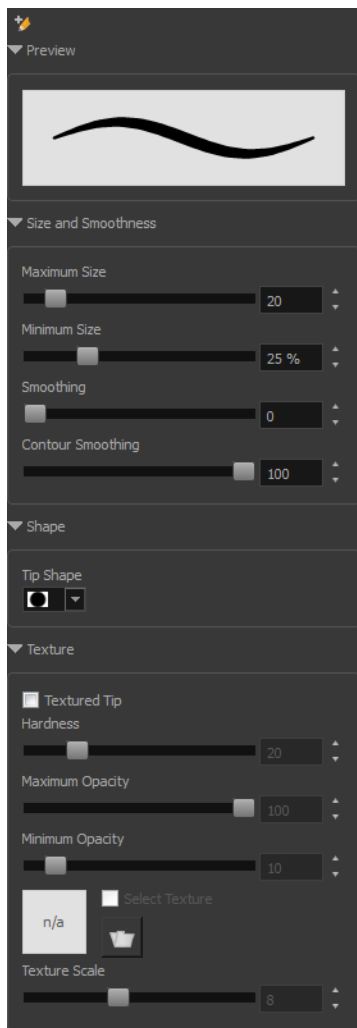 Preview
Size and Smoothness
Maximum Size
20
Minimum Size
25 %
Smoothing
0
Contour Smoothing
100
Shape
Tip Shape
Texture
Textured Tip
Hardness
20
Maximum Opacity
100
Minimum Opacity
10
n/a
Select Texture
Texture Scale
8